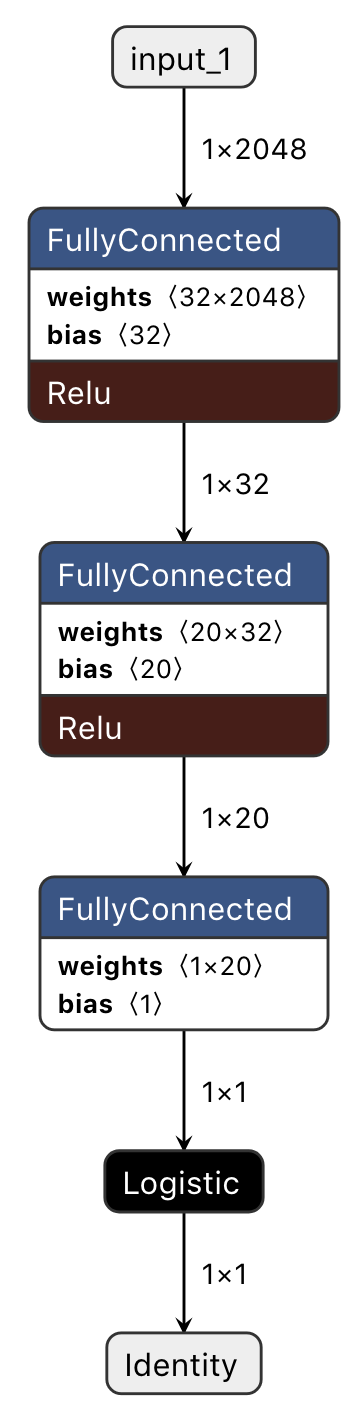 input_1
1×2048
FullyConnected
weights〈32×2048〉
bias〈32〉
Relu
1×32
FullyConnected
weights〈20×32〉
bias〈20〉
Relu
1×20
FullyConnected
weights〈1×20〉
bias〈1〉
1×1
Logistic
1×1
Identity